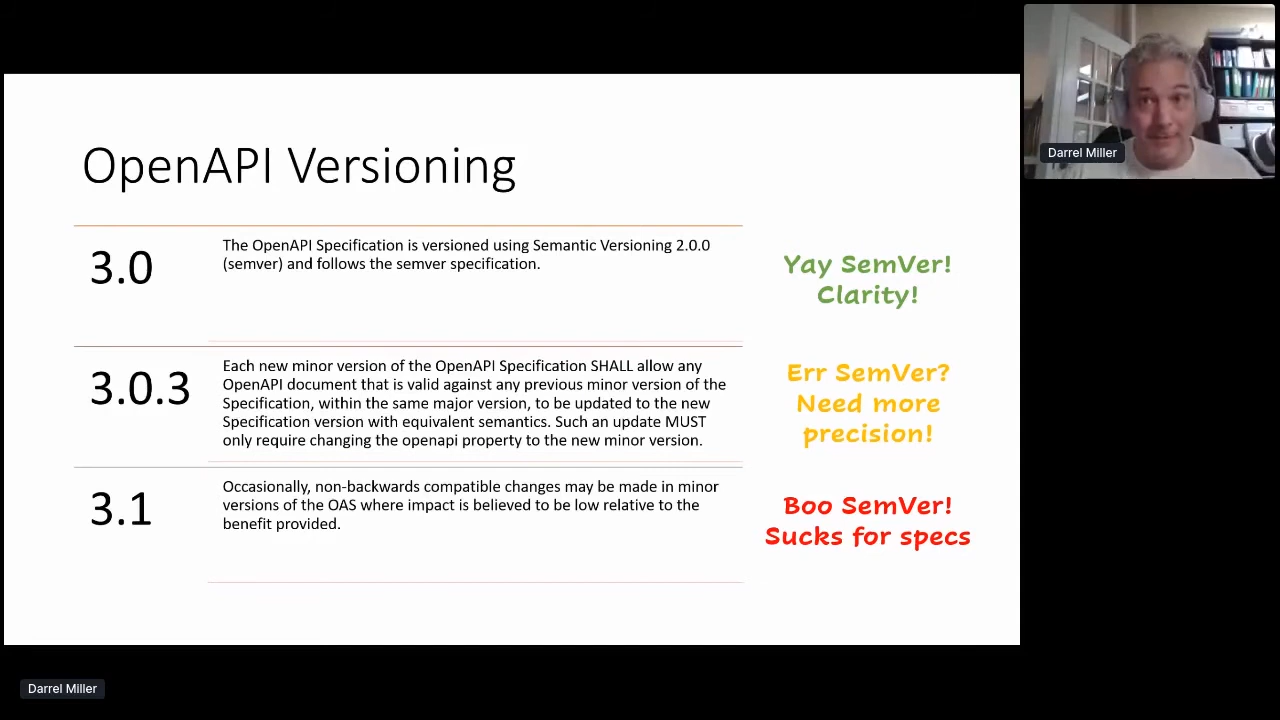 OpenAPI Versioning
3.0
The OpenAPI Specification is versioned using Semantic Versioning 2.0.0
(semver) and follows the semver specification.
Yay SemVer!
Clarity!
3.0.3
Each new minor version of the OpenAPI Specification SHALL allow any
OpenAPI document that is valid against any previous minor version of the
Specification, within the same major version, to be updated to the new
Specification version with equivalent semantics. Such an update MUST
only require changing the openapi property to the new minor version.
Err SemVer?
Need more
precision!
3.1
Occasionally, non-backwards compatible changes may be made in minor
versions of the OAS where impact is believed to be low relative to the
benefit provided.
Boo SemVer!
Sucks for specs
Darrel Miller
Darrel Miller